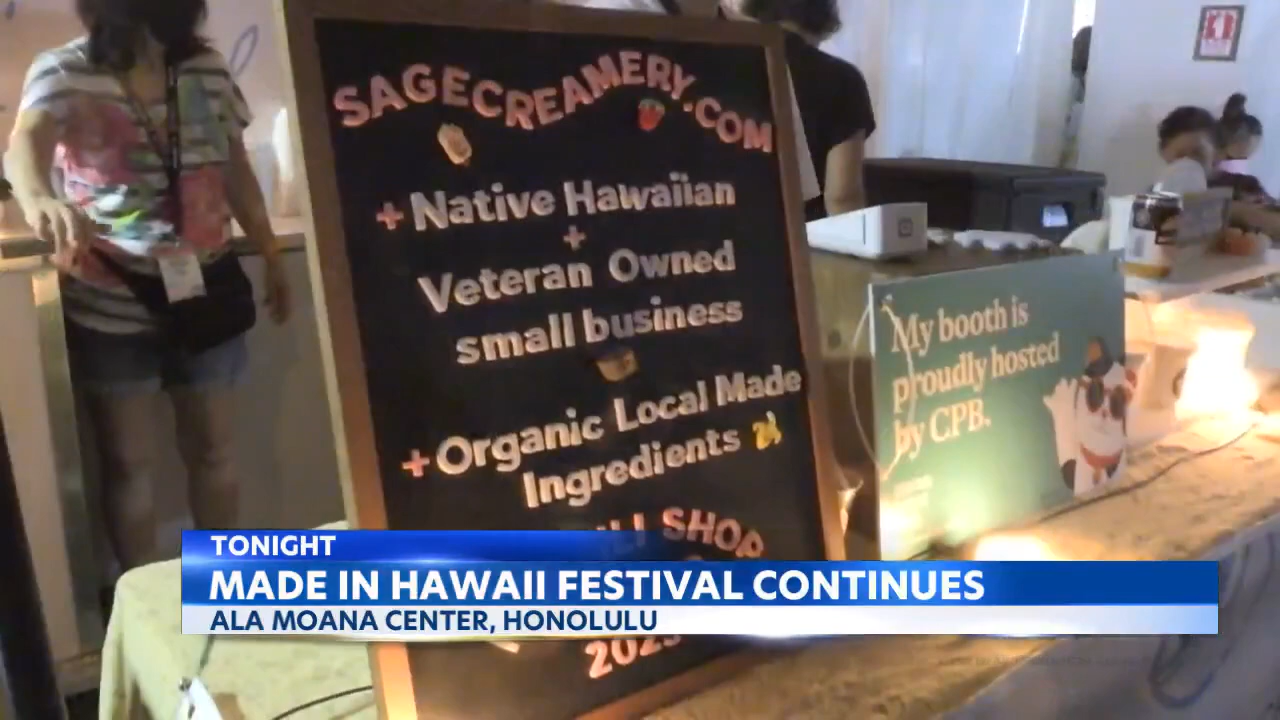 SAGECREAMERY.COM
+ Native Hawaiian
+
Veteran Owned
small business
+ Organic Local Made
Ingredients
SHOP
My booth is
proudly hosted
by CPB.
TONIGHT
MADE IN HAWAII FESTIVAL CONTINUES
ALA MOANA CENTER, HONOLULU